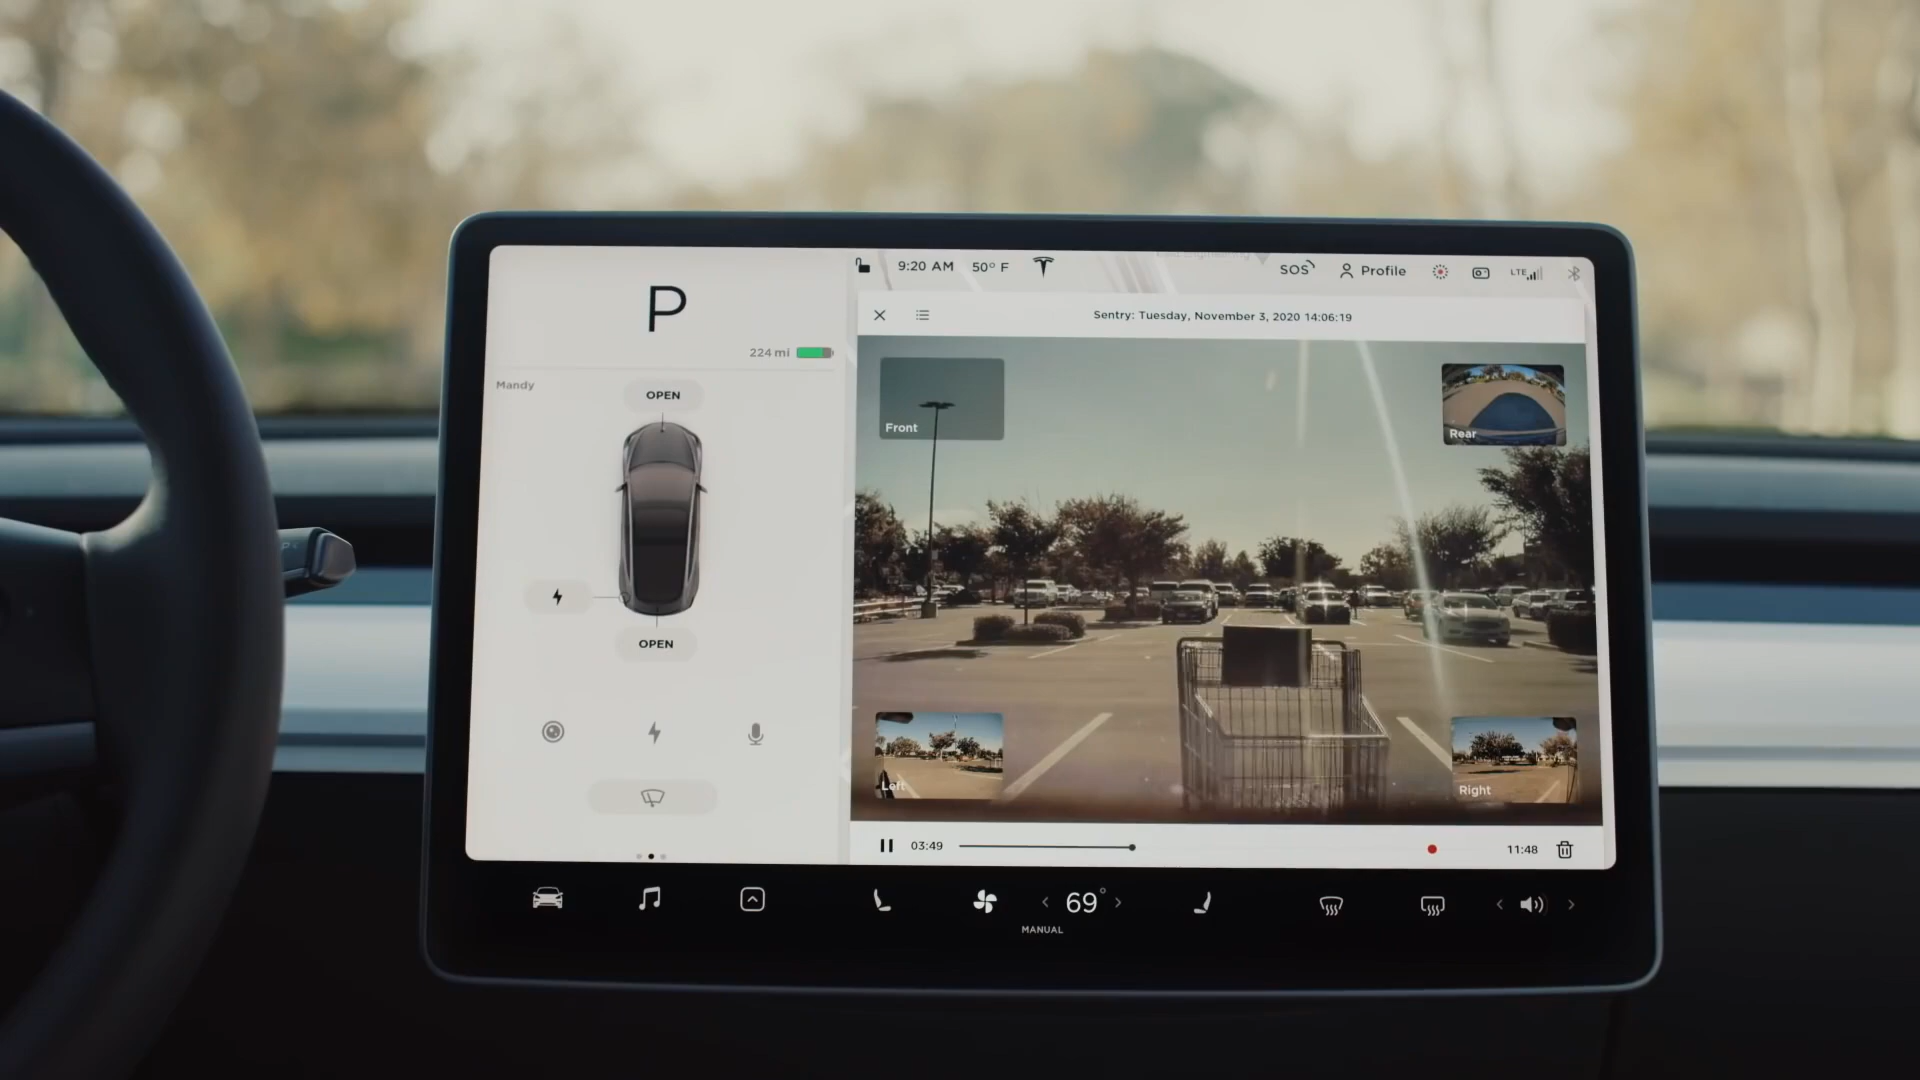 P
224 mi
Mandy
OPEN
OPEN
9:20 AM 50° F
SOS Profile LTE
Sentry: Tuesday, November 3, 2020 14:06:19
Front
Rear
Left
Right
03:49
11:48
69°
MANUAL